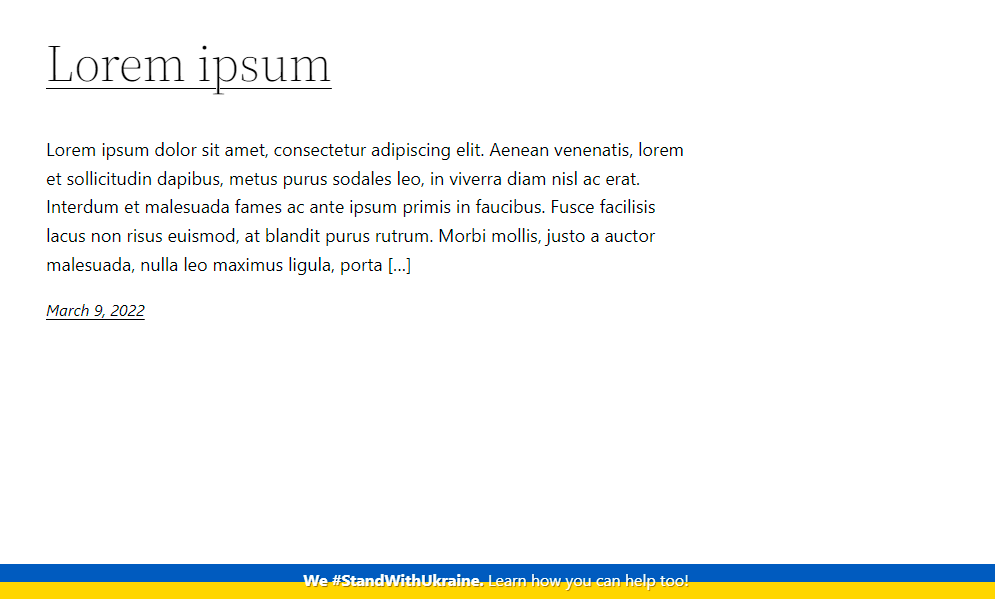 Lorem ipsum
Lorem ipsum dolor sit amet, consectetur adipiscing elit. Aenean venenatis, lorem
et sollicitudin dapibus, metus purus sodales leo, in viverra diam nisl ac erat.
Interdum et malesuada fames ac ante ipsum primis in faucibus. Fusce facilisis
lacus non risus euismod, at blandit purus rutrum. Morbi mollis, justo a auctor
malesuada, nulla leo maximus ligula, porta […]
March 9, 2022
We #StandWithUkraine. Learn how you can help too!